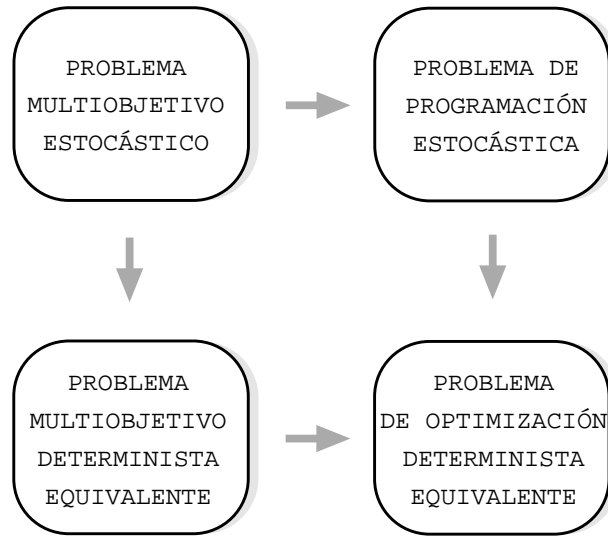 PROBLEMA
MULTIOBJETIVO
ESTOCÁSTICO
PROBLEMA DE
PROGRAMACIÓN
ESTOCÁSTICA
PROBLEMA
MULTIOBJETIVO
DETERMINISTA
EQUIVALENTE
PROBLEMA
DE OPTIMIZACIÓN
DETERMINISTA
EQUIVALENTE